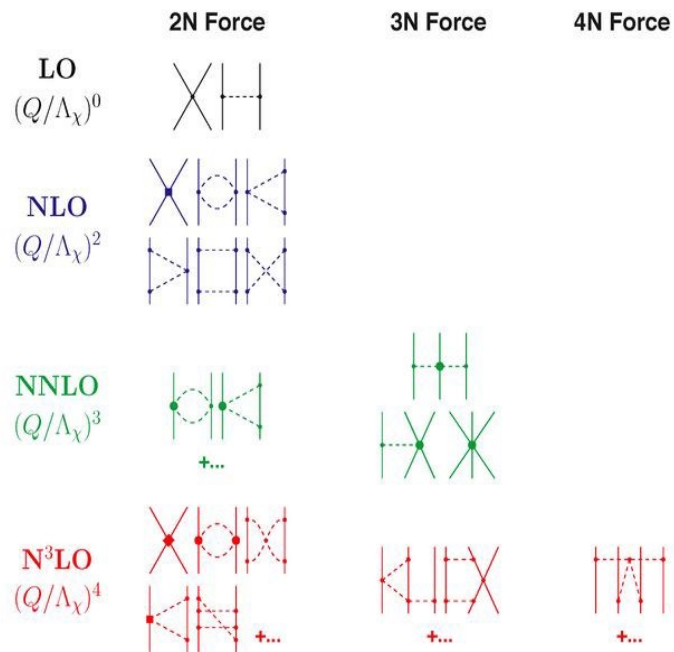 2N Force 3N Force 4N Force
LO
(Q/Λχ)⁰
NLO
(Q/Λχ)²
NNLO
(Q/Λχ)³
+...
N³LO
(Q/Λχ)⁴
+... +... +...